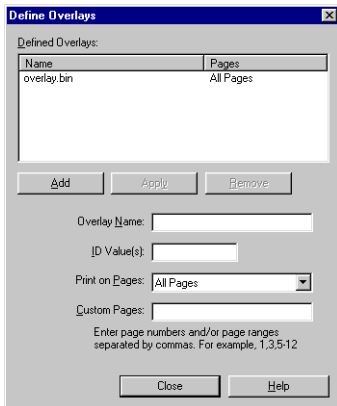 Define Overlays
Defined Overlays:
Name Pages
overlay.bin All Pages
Add Apply Remove
Overlay Name:
ID Value(s):
Print on Pages: All Pages
Custom Pages:
Enter page numbers and/or page ranges
separated by commas. For example, 1,3,5-12
Close Help